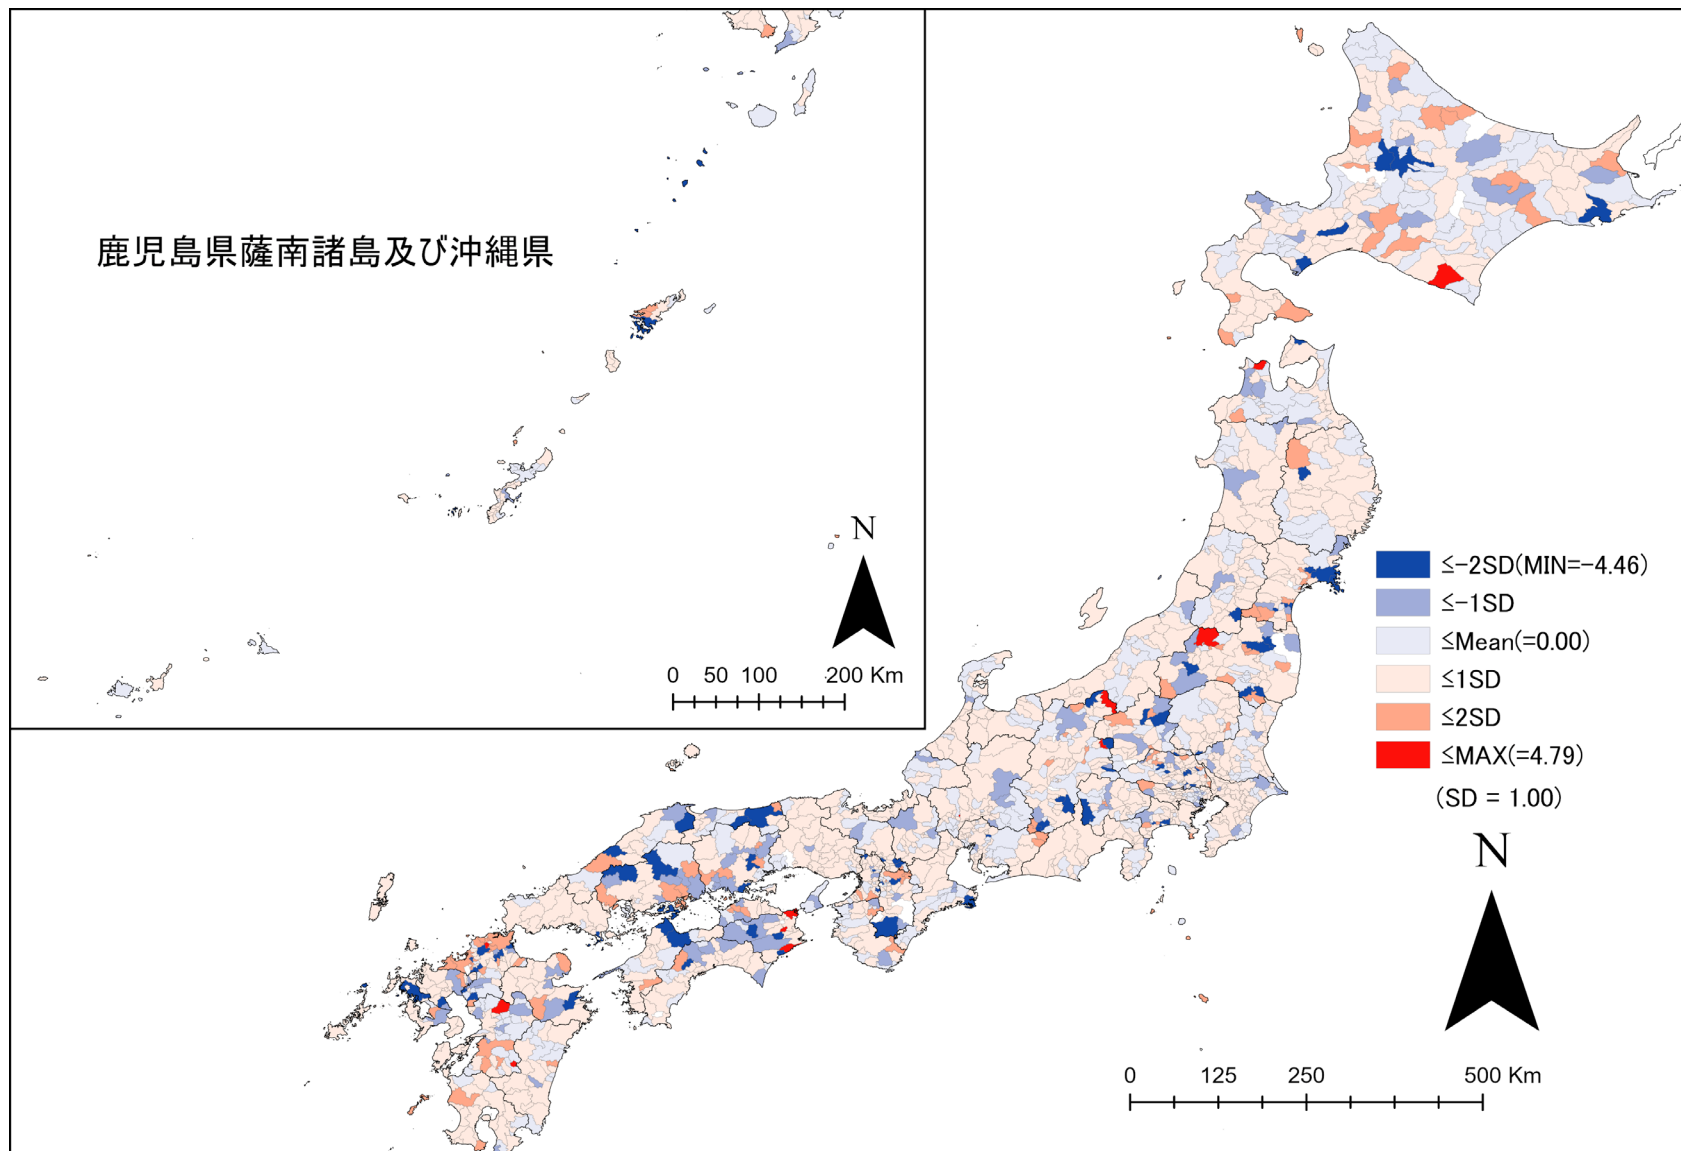 鹿児島県薩南諸島及び沖縄県
N
0 50 100 200 Km
≤-2SD(MIN=-4.46)
≤-1SD
≤Mean(=0.00)
≤1SD
≤2SD
≤MAX(=4.79)
(SD = 1.00)
N
0 125 250 500 Km